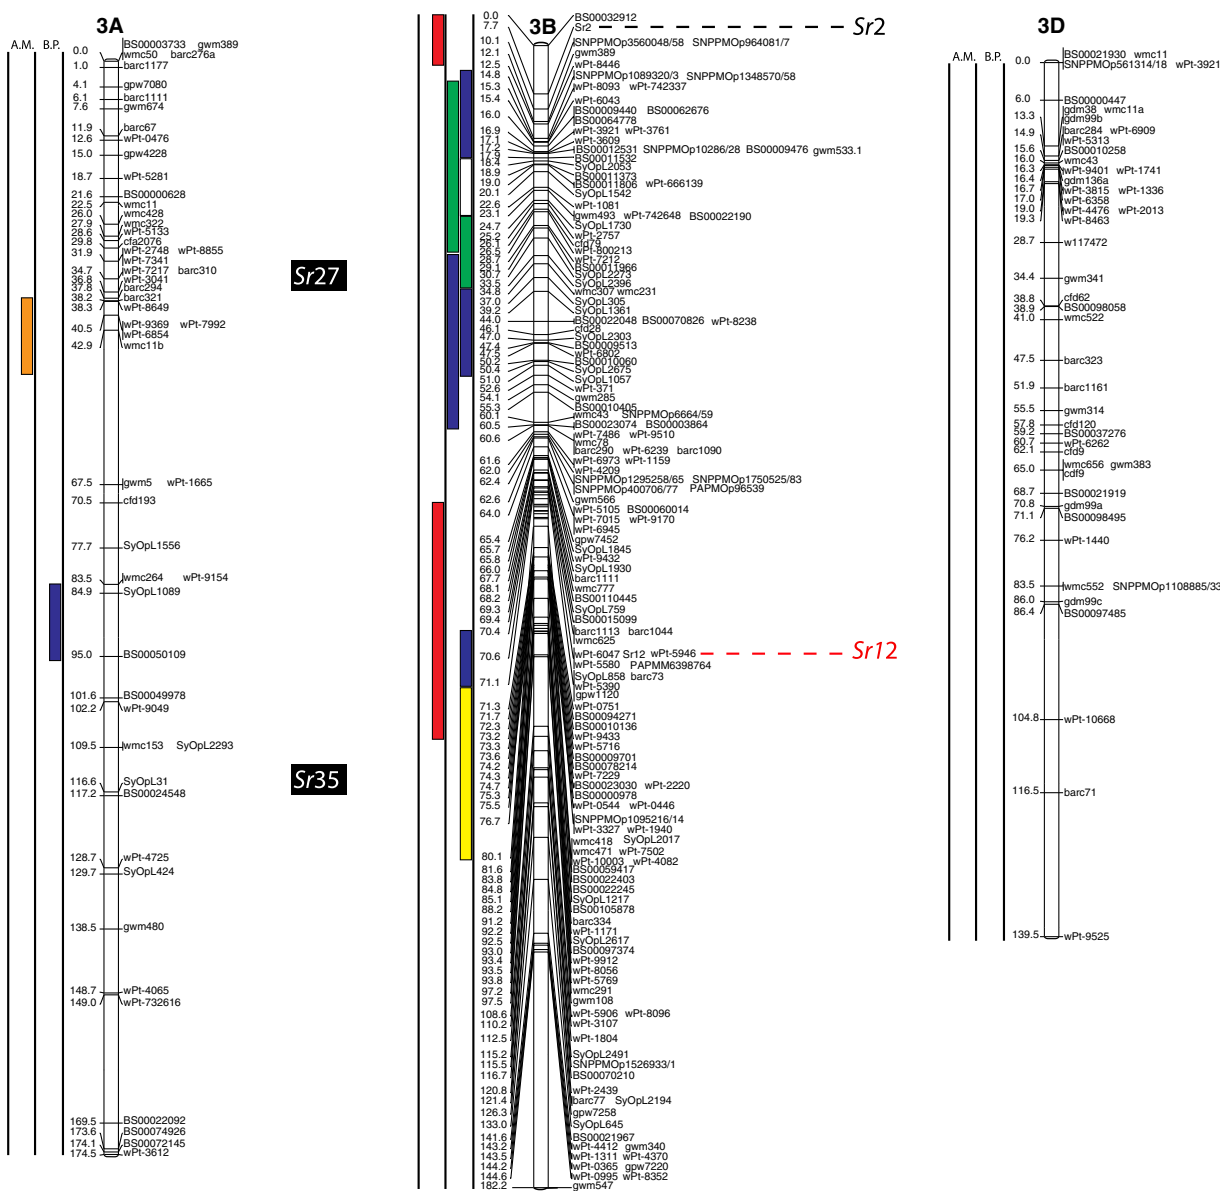 3A
A.M. B.P.
0.0 BS00003733 gwm389
wmc50 barc276a
1.0 barc1177
4.1 gpw7080
6.1 barc1111
7.6 gwm674
11.9 barc67
12.6 wPt-0476
15.0 gpw4228
18.7 wPt-5281
21.6 BS00000628
22.5 wmc11
26.0 wmc428
27.9 wmc322
28.6 wPt-5133
29.8 cfa2076
31.9 wPt-2748 wPt-8855
wPt-7341
34.7 wPt-7217 barc310
36.8 wPt-3041
37.8 barc294
38.2 barc321
38.3 wPt-8649
40.5 wPt-9369 wPt-7992
wPt-6854
42.9 wmc11b
67.5 gwm5 wPt-1665
70.5 cfd193
77.7 SyOpL1556
83.5 wmc264 wPt-9154
84.9 SyOpL1089
95.0 BS00050109
101.6 BS00049978
102.2 wPt-9049
109.5 wmc153 SyOpL2293
116.6 SyOpL31
117.2 BS00024548
128.7 wPt-4725
129.7 SyOpL424
138.5 gwm480
148.7 wPt-4065
149.0 wPt-732616
169.5 BS00022092
173.6 BS00074926
174.1 BS00072145
174.5 wPt-3612
Sr27
Sr35
3B
0.0 BS00032912
7.7 Sr2 Sr2
10.1 SNPPMOp3560048/58 SNPPMOp964081/7
12.1 gwm389
12.5 wPt-8446
14.8 SNPPMOp1089320/3 SNPPMOp1348570/58
15.3 wPt-8093 wPt-742337
15.4 wPt-6043
16.0 BS00009440 BS00062676
BS00064778
16.9 wPt-3921 wPt-3761
17.1 wPt-3609
17.2 BS00012531 SNPPMOp10286/28 BS00009476 gwm533.1
17.9 BS00011532
18.4 SyOpL2053
18.9 BS00011373
19.0 BS00011806 wPt-666139
20.1 SyOpL1542
22.6 wPt-1081
23.1 gwm493 wPt-742648 BS00022190
24.7 SyOpL1730
25.2 wPt-2757
26.1 cfd79
26.5 wPt-800213
28.7 wPt-7212
29.1 BS00011966
30.7 SyOpL2273
33.5 SyOpL2396
34.8 wmc307 wmc231
37.0 SyOpL305
39.2 SyOpL1361
44.0 BS00022048 BS00070826 wPt-8238
46.1 cfd28
47.0 SyOpL2303
47.4 BS00009513
47.5 wPt-6802
50.2 BS00010060
50.4 SyOpL2675
51.0 SyOpL1057
52.6 wPt-371
54.1 gwm285
55.3 BS00010405
60.1 wmc43 SNPPMOp6664/59
60.5 BS00023074 BS00003864
60.6 wPt-7486 wPt-9510
wmc78
barc290 wPt-6239 barc1090
61.6 wPt-6973 wPt-1159
62.0 wPt-4209
62.4 SNPPMOp1295258/65 SNPPMOp1750525/83
SNPPMOp400706/77 PAPMOp96539
62.6 gwm566
64.0 wPt-5105 BS00060014
wPt-7015 wPt-9170
wPt-6945
65.4 gpw7452
65.7 SyOpL1845
65.8 wPt-9432
66.0 SyOpL1930
67.7 barc1111
68.1 wmc777
68.2 BS00110445
69.3 SyOpL759
69.4 BS00015099
70.4 barc1113 barc1044
wmc625
70.6 wPt-6047 Sr12 wPt-5946 Sr12
wPt-5580 PAPMM6398764
SyOpL858 barc73
71.1 wPt-5390
gpw1120
71.3 wPt-0751
71.7 BS00094271
72.3 BS00010136
73.2 wPt-9433
73.3 wPt-5716
73.6 BS00009701
74.2 BS00078214
74.3 wPt-7229
74.7 BS00023030 wPt-2220
75.3 BS00000978
75.5 wPt-0544 wPt-0446
76.7 SNPPMOp1095216/14
wPt-3327 wPt-1940
wmc418 SyOpL2017
wmc471 wPt-7502
80.1 wPt-10003 wPt-4082
81.6 BS00059417
83.8 BS00022403
84.8 BS00022245
85.1 SyOpL1217
88.2 BS00105878
91.2 barc334
92.2 wPt-1171
92.5 SyOpL2617
93.0 BS00097374
93.4 wPt-9912
93.5 wPt-8056
93.8 wPt-5769
97.2 wmc291
97.5 gwm108
108.6 wPt-5906 wPt-8096
110.2 wPt-3107
112.5 wPt-1804
115.2 SyOpL2491
115.5 SNPPMOp1526933/1
116.7 BS00070210
120.8 wPt-2439
121.4 barc77 SyOpL2194
126.3 gpw7258
133.0 SyOpL645
141.6 BS00021967
143.2 wPt-4412 gwm340
143.5 wPt-1311 wPt-4370
144.2 wPt-0365 gpw7220
144.6 wPt-0995 wPt-8352
182.2 gwm547
3D
A.M. B.P.
BS00021930 wmc11
0.0 SNPPMOp561314/18 wPt-3921
6.0 BS00000447
13.3 gdm38 wmc11a
gdm99b
14.9 barc284 wPt-6909
wPt-5313
15.6 BS00010258
16.0 wmc43
16.3 wPt-9401 wPt-1741
16.4 gdm136a
16.7 wPt-3815 wPt-1336
17.0 wPt-6358
19.0 wPt-4476 wPt-2013
19.3 wPt-8463
28.7 w117472
34.4 gwm341
38.8 cfd62
38.9 BS00098058
41.0 wmc522
47.5 barc323
51.9 barc1161
55.5 gwm314
57.8 cfd120
59.2 BS00037276
60.7 wPt-6262
62.1 cfd9
65.0 wmc656 gwm383
cdf9
68.7 BS00021919
70.8 gdm99a
71.1 BS00098495
76.2 wPt-1440
83.5 wmc552 SNPPMOp1108885/33
86.0 gdm99c
86.4 BS00097485
104.8 wPt-10668
116.5 barc71
139.5 wPt-9525